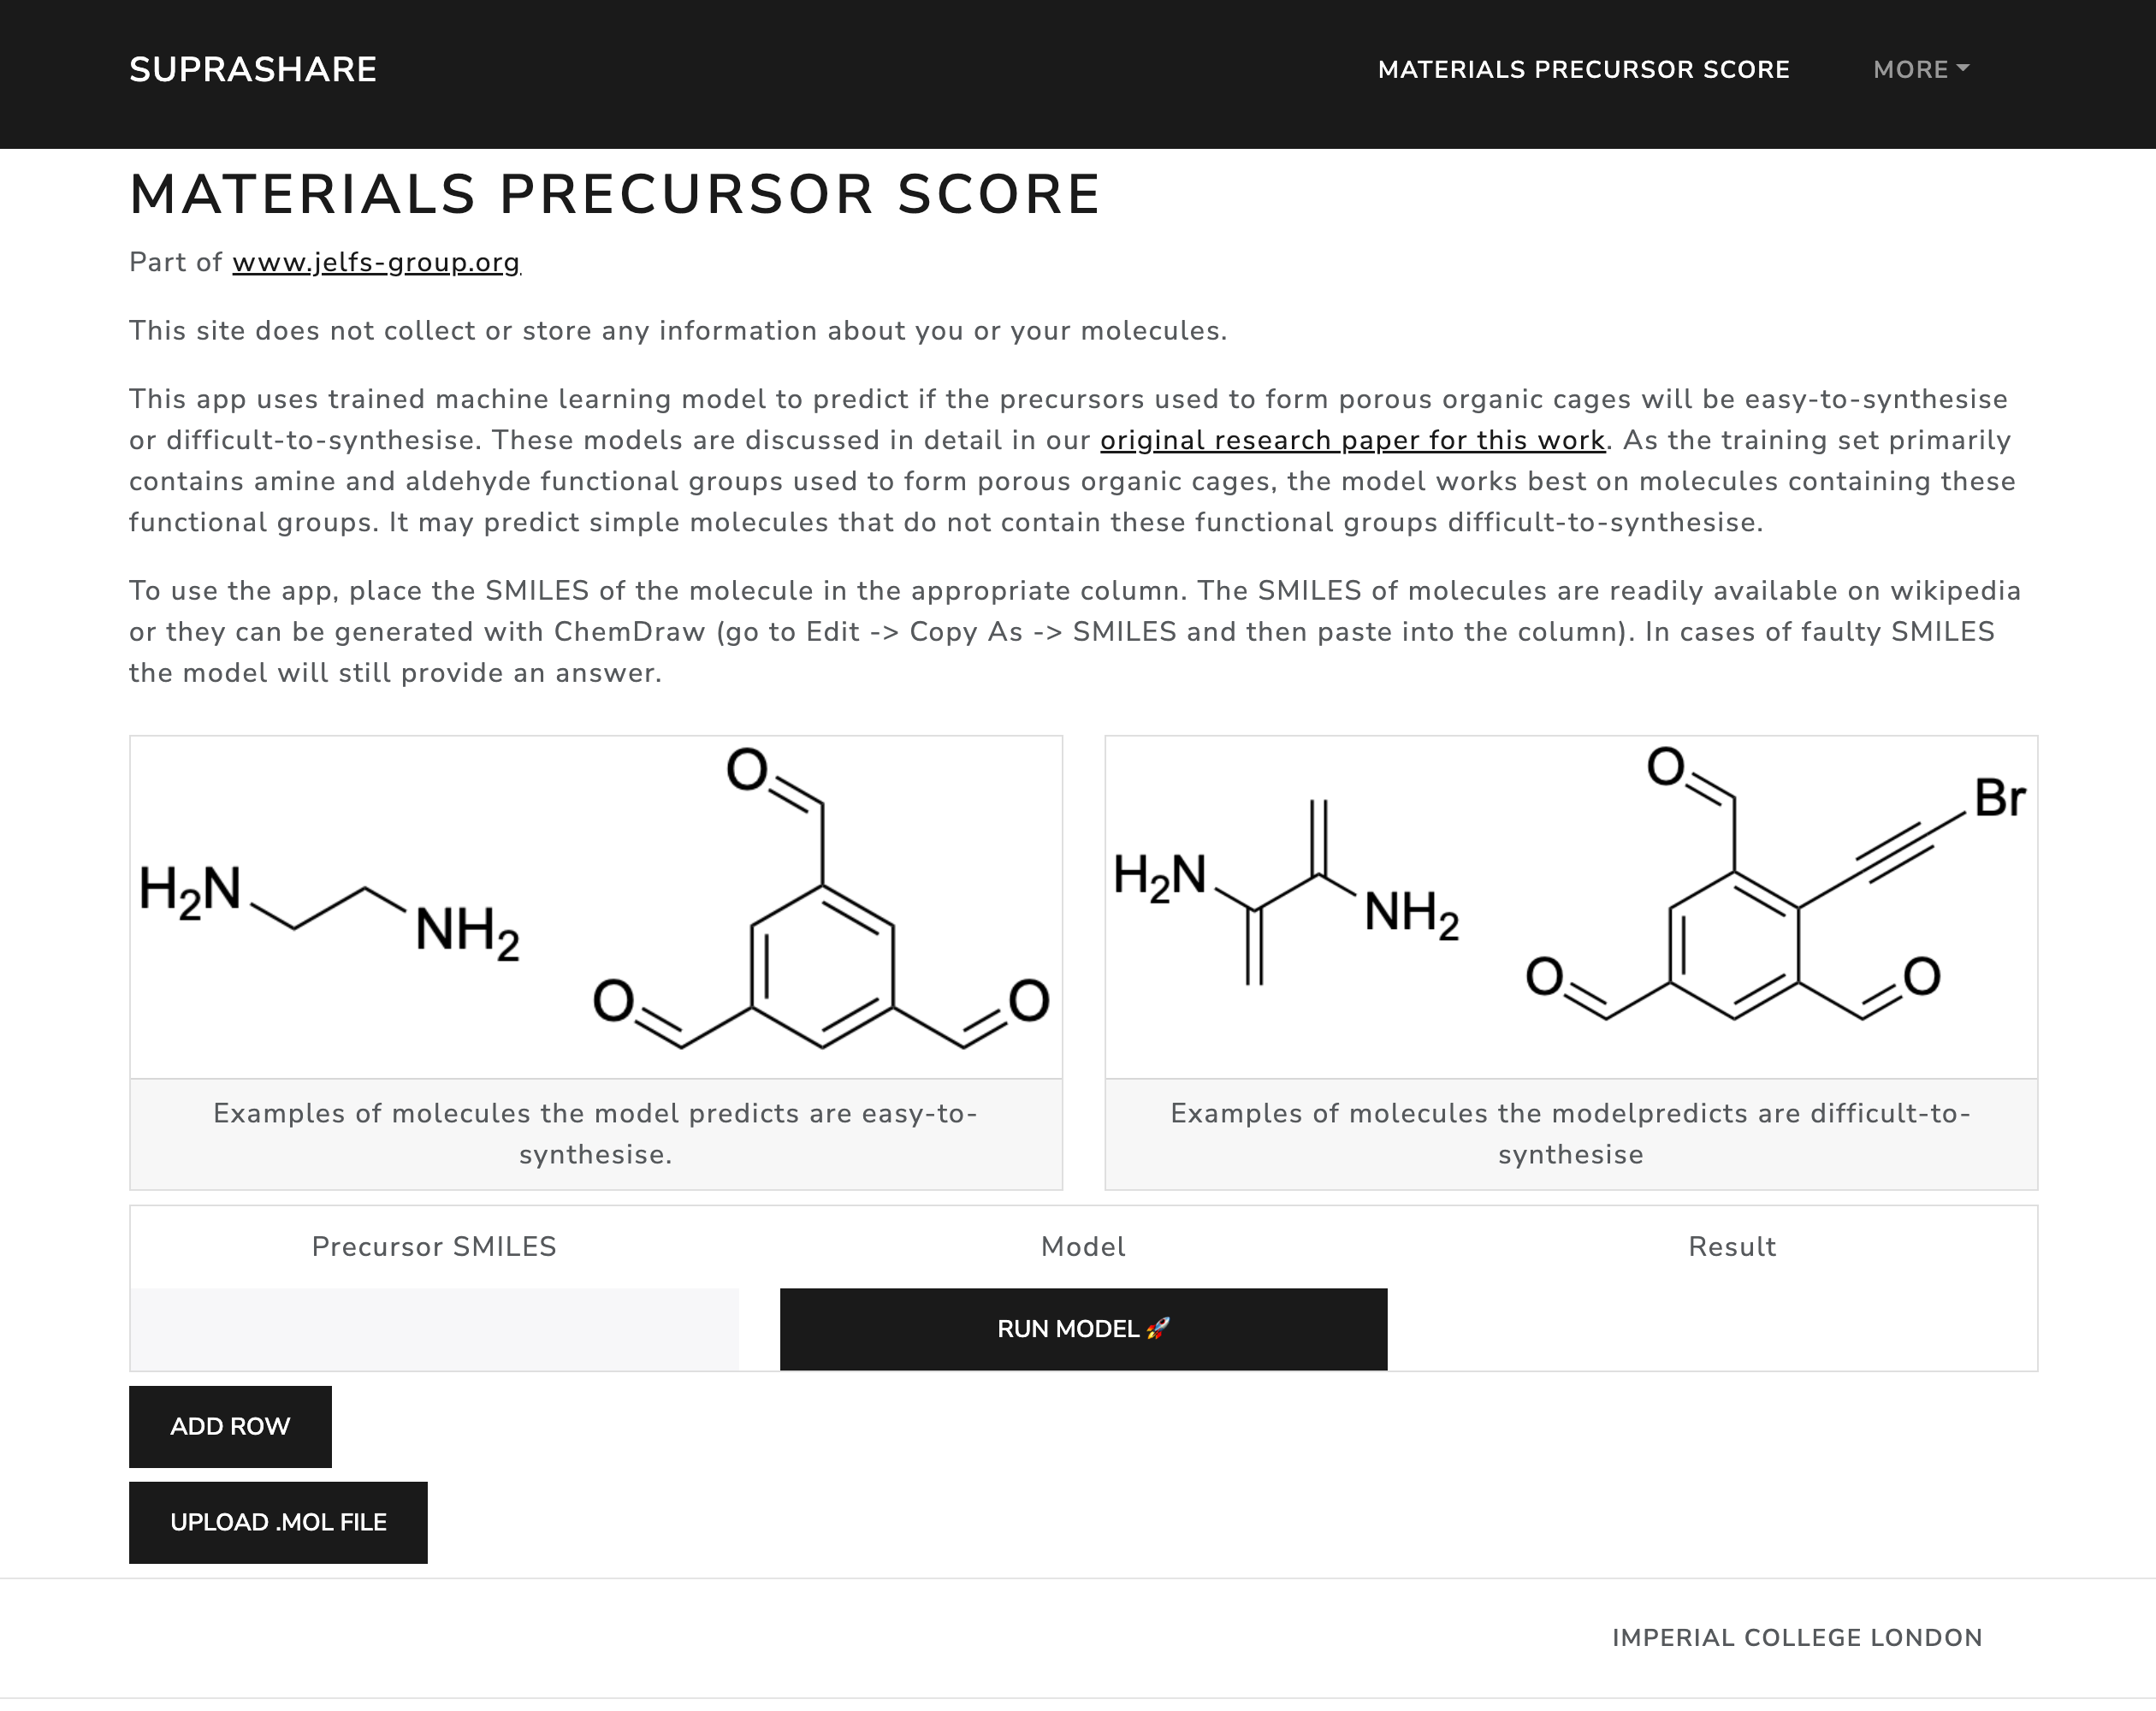 SUPRASHARE
MATERIALS PRECURSOR SCORE
MORE
MATERIALS PRECURSOR SCORE
Part of www.jelfs-group.org
This site does not collect or store any information about you or your molecules.
This app uses trained machine learning model to predict if the precursors used to form porous organic cages will be easy-to-synthesise
or difficult-to-synthesise. These models are discussed in detail in our original research paper for this work. As the training set primarily
contains amine and aldehyde functional groups used to form porous organic cages, the model works best on molecules containing these
functional groups. It may predict simple molecules that do not contain these functional groups difficult-to-synthesise.
To use the app, place the SMILES of the molecule in the appropriate column. The SMILES of molecules are readily available on wikipedia
or they can be generated with ChemDraw (go to Edit -> Copy As -> SMILES and then paste into the column). In cases of faulty SMILES
the model will still provide an answer.
H2N
NH2
O
O
O
Examples of molecules the model predicts are easy-to-
synthesise.
H2N
NH2
O
Br
O
O
Examples of molecules the modelpredicts are difficult-to-
synthesise
Precursor SMILES
Model
Result
RUN MODEL 🚀
ADD ROW
UPLOAD .MOL FILE
IMPERIAL COLLEGE LONDON